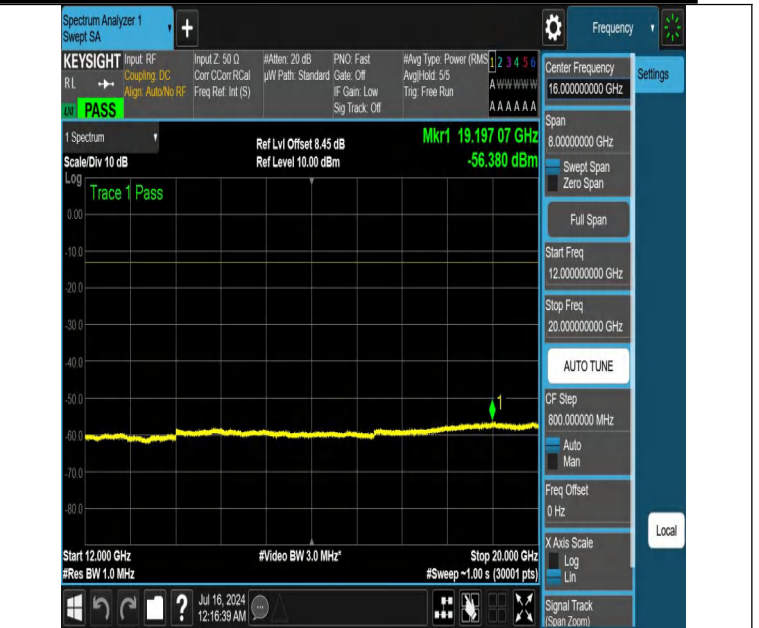 Spectrum Analyzer 1
Swept SA
Frequency
KEYSIGHT
RL
PASS
Input: RF
Coupling: DC
Align: Auto/No RF
Input Z: 50 Ω
Corr CCorr RCal
Freq Ref: Int (S)
#Atten: 20 dB
µW Path: Standard
PNO: Fast
Gate: Off
IF Gain: Low
Sig Track: Off
#Avg Type: Power (RMS
Avg|Hold: 5/5
Trig: Free Run
1 2 3 4 5 6
A W W W W W
A A A A A A
1 Spectrum
Scale/Div 10 dB
Log
Ref Lvl Offset 8.45 dB
Ref Level 10.00 dBm
Mkr1 19.197 07 GHz
-56.380 dBm
Trace 1 Pass
0.00
-10.0
-20.0
-30.0
-40.0
-50.0
-60.0
-70.0
-80.0
1
Start 12.000 GHz
#Res BW 1.0 MHz
#Video BW 3.0 MHz*
Stop 20.000 GHz
#Sweep ~1.00 s (30001 pts)
Jul 16, 2024
12:16:39 AM
Center Frequency
16.000000000 GHz
Settings
Span
8.00000000 GHz
Swept Span
Zero Span
Full Span
Start Freq
12.000000000 GHz
Stop Freq
20.000000000 GHz
AUTO TUNE
CF Step
800.000000 MHz
Auto
Man
Freq Offset
0 Hz
X Axis Scale
Log
Lin
Local
Signal Track
(Span Zoom)